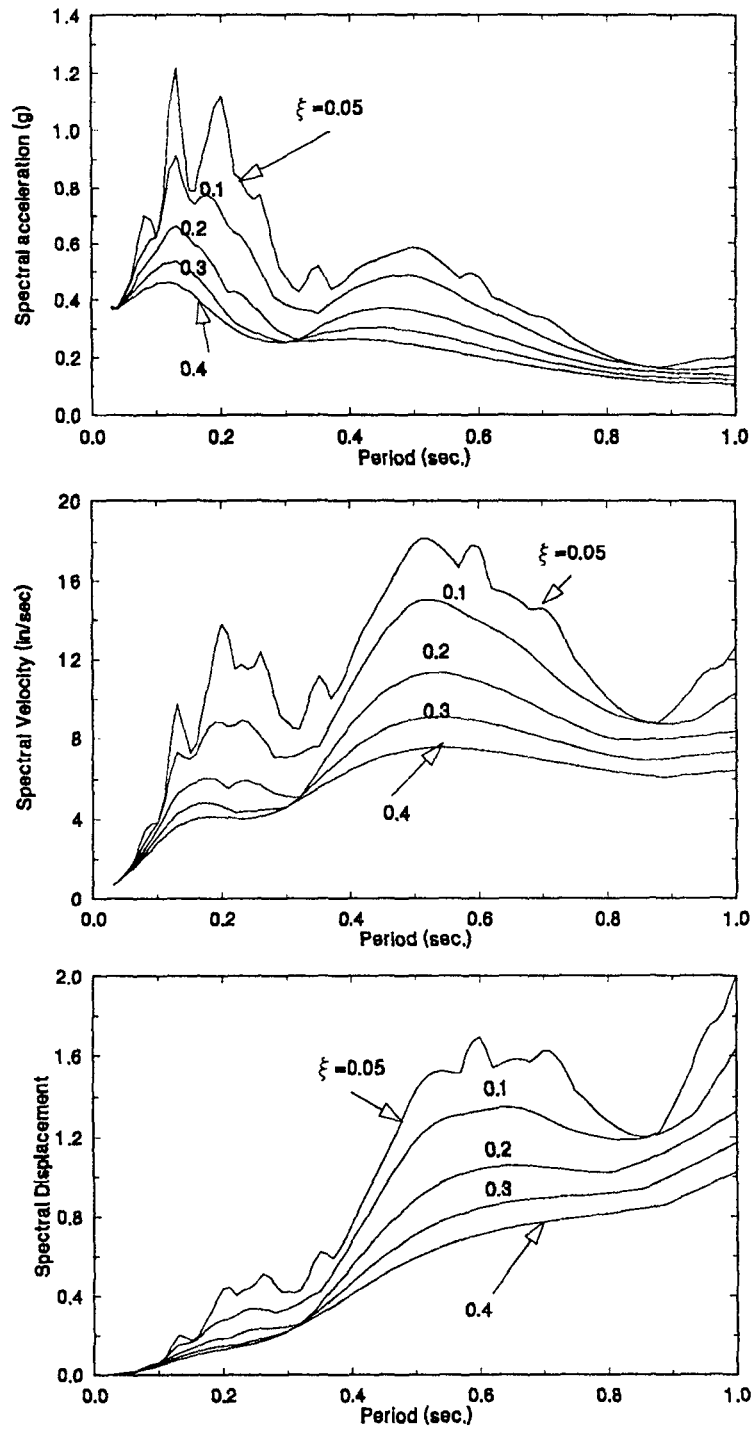 1.4
1.2
1.0
0.8
0.6
0.4
0.2
0.0
Spectral acceleration (g)
ξ =0.05
0.1
0.2
0.3
0.4
0.0 0.2 0.4 0.6 0.8 1.0
Period (sec.)
20
16
12
8
4
0
Spectral Velocity (in/sec)
ξ =0.05
0.1
0.2
0.3
0.4
0.0 0.2 0.4 0.6 0.8 1.0
Period (sec.)
2.0
1.6
1.2
0.8
0.4
0.0
Spectral Displacement
ξ =0.05
0.1
0.2
0.3
0.4
0.0 0.2 0.4 0.6 0.8 1.0
Period (sec.)